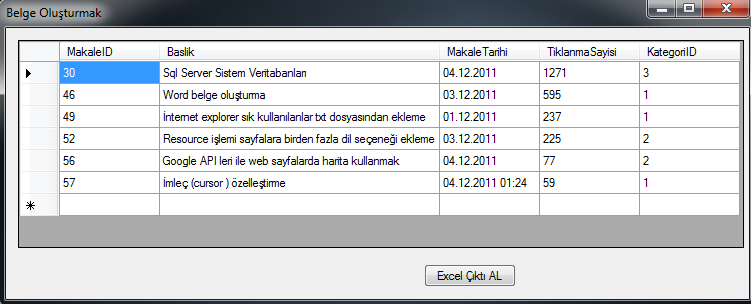 Belge Oluşturmak
MakaleID Baslik MakaleTarihi TiklanmaSayisi KategoriID
30 Sql Server Sistem Veritabanları 04.12.2011 1271 3
46 Word belge oluşturma 03.12.2011 595 1
49 İnternet explorer sık kullanılanlar txt dosyasından ekleme 01.12.2011 237 1
52 Resource işlemi sayfalara birden fazla dil seçeneği ekleme 03.12.2011 225 2
56 Google API leri ile web sayfalarda harita kullanmak 04.12.2011 77 2
57 İmleç (cursor ) özelleştirme 04.12.2011 01:24 59 1
Excel Çıktı AL